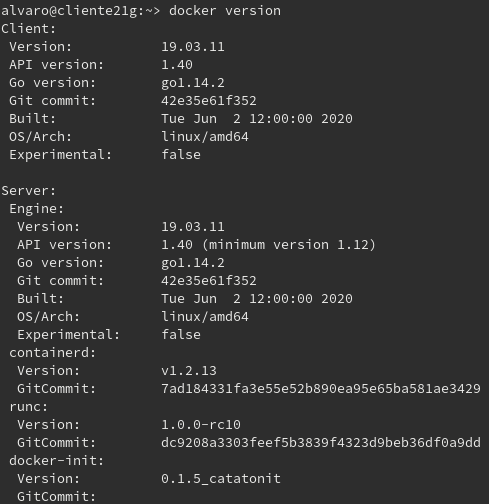 alvaro@cliente21g:~> docker version
Client:
 Version:           19.03.11
 API version:       1.40
 Go version:        go1.14.2
 Git commit:        42e35e61f352
 Built:             Tue Jun  2 12:00:00 2020
 OS/Arch:           linux/amd64
 Experimental:      false

Server:
 Engine:
  Version:          19.03.11
  API version:      1.40 (minimum version 1.12)
  Go version:       go1.14.2
  Git commit:       42e35e61f352
  Built:            Tue Jun  2 12:00:00 2020
  OS/Arch:          linux/amd64
  Experimental:     false
 containerd:
  Version:          v1.2.13
  GitCommit:        7ad184331fa3e55e52b890ea95e65ba581ae3429
 runc:
  Version:          1.0.0-rc10
  GitCommit:        dc9208a3303feef5b3839f4323d9beb36df0a9dd
 docker-init:
  Version:          0.1.5_catatonit
  GitCommit: